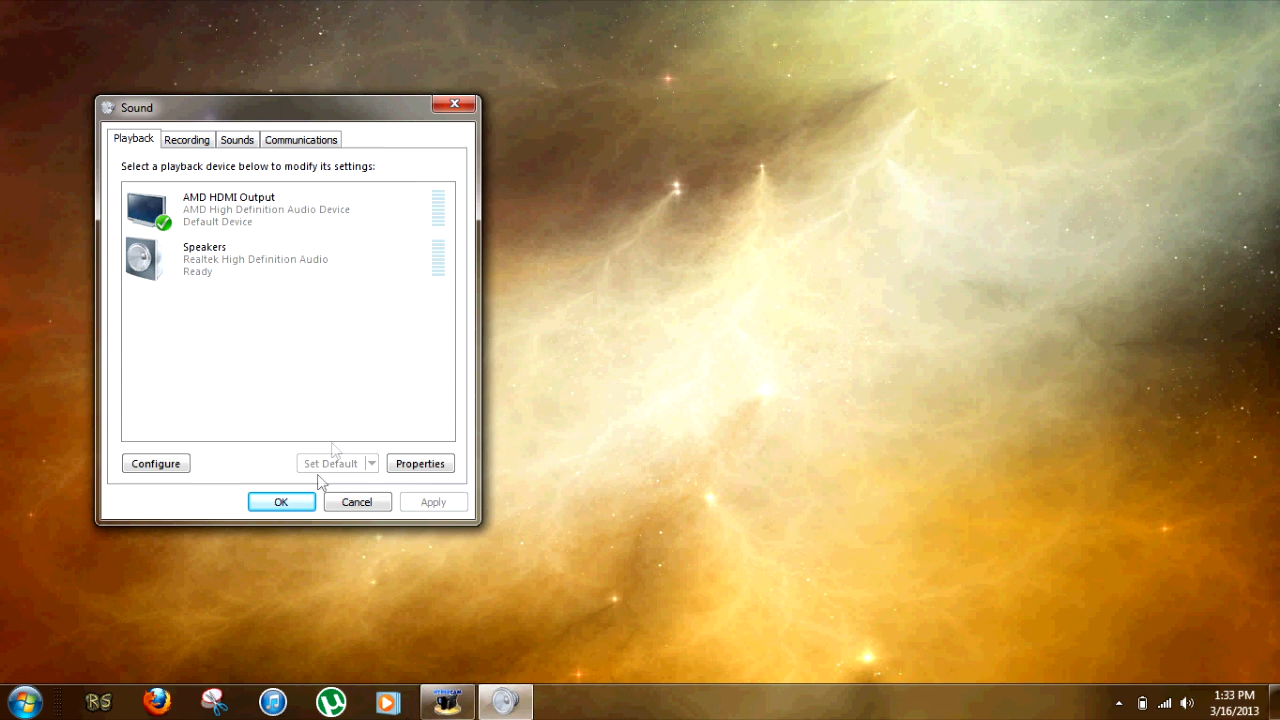 Sound
Playback
Recording
Sounds
Communications
Select a playback device below to modify its settings:
AMD HDMI Output
AMD High Definition Audio Device
Default Device
Speakers
Realtek High Definition Audio
Ready
Configure
Set Default
Properties
OK
Cancel
Apply
RS
1:33 PM
3/16/2013